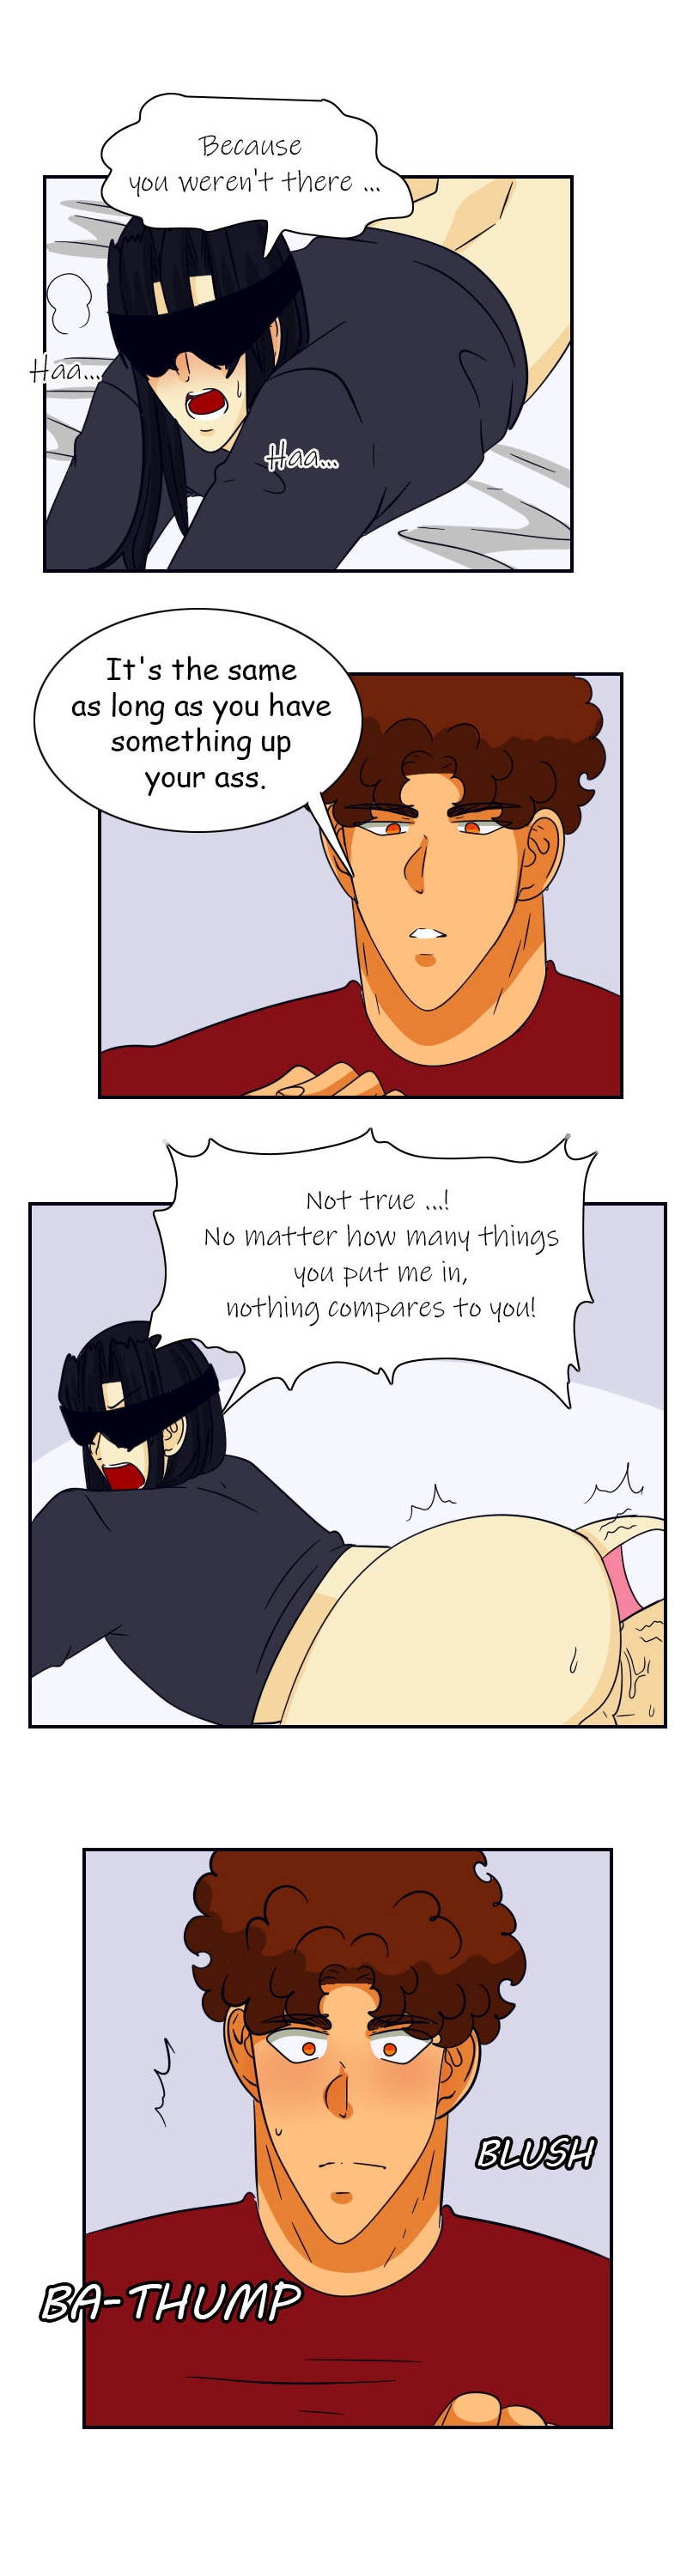 Because
you weren't there ...
Haa...
Haa...
It's the same
as long as you have
something up
your ass.
Not true ...!
No matter how many things
you put me in,
nothing compares to you!
BLUSH
BA-THUMP